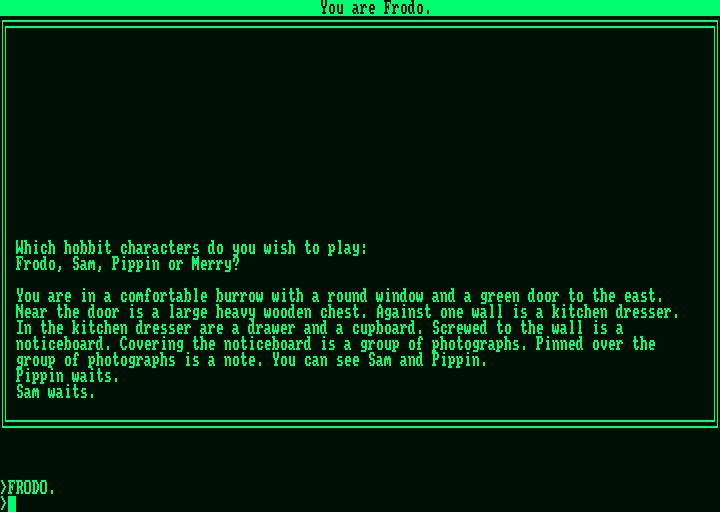 You are Frodo.
Which hobbit characters do you wish to play:
Frodo, Sam, Pippin or Merry?
You are in a comfortable burrow with a round window and a green door to the east.
Near the door is a large heavy wooden chest. Against one wall is a kitchen dresser.
In the kitchen dresser are a drawer and a cupboard. Screwed to the wall is a
noticeboard. Covering the noticeboard is a group of photographs. Pinned over the
group of photographs is a note. You can see Sam and Pippin.
Pippin waits.
Sam waits.
>FRODO.
>